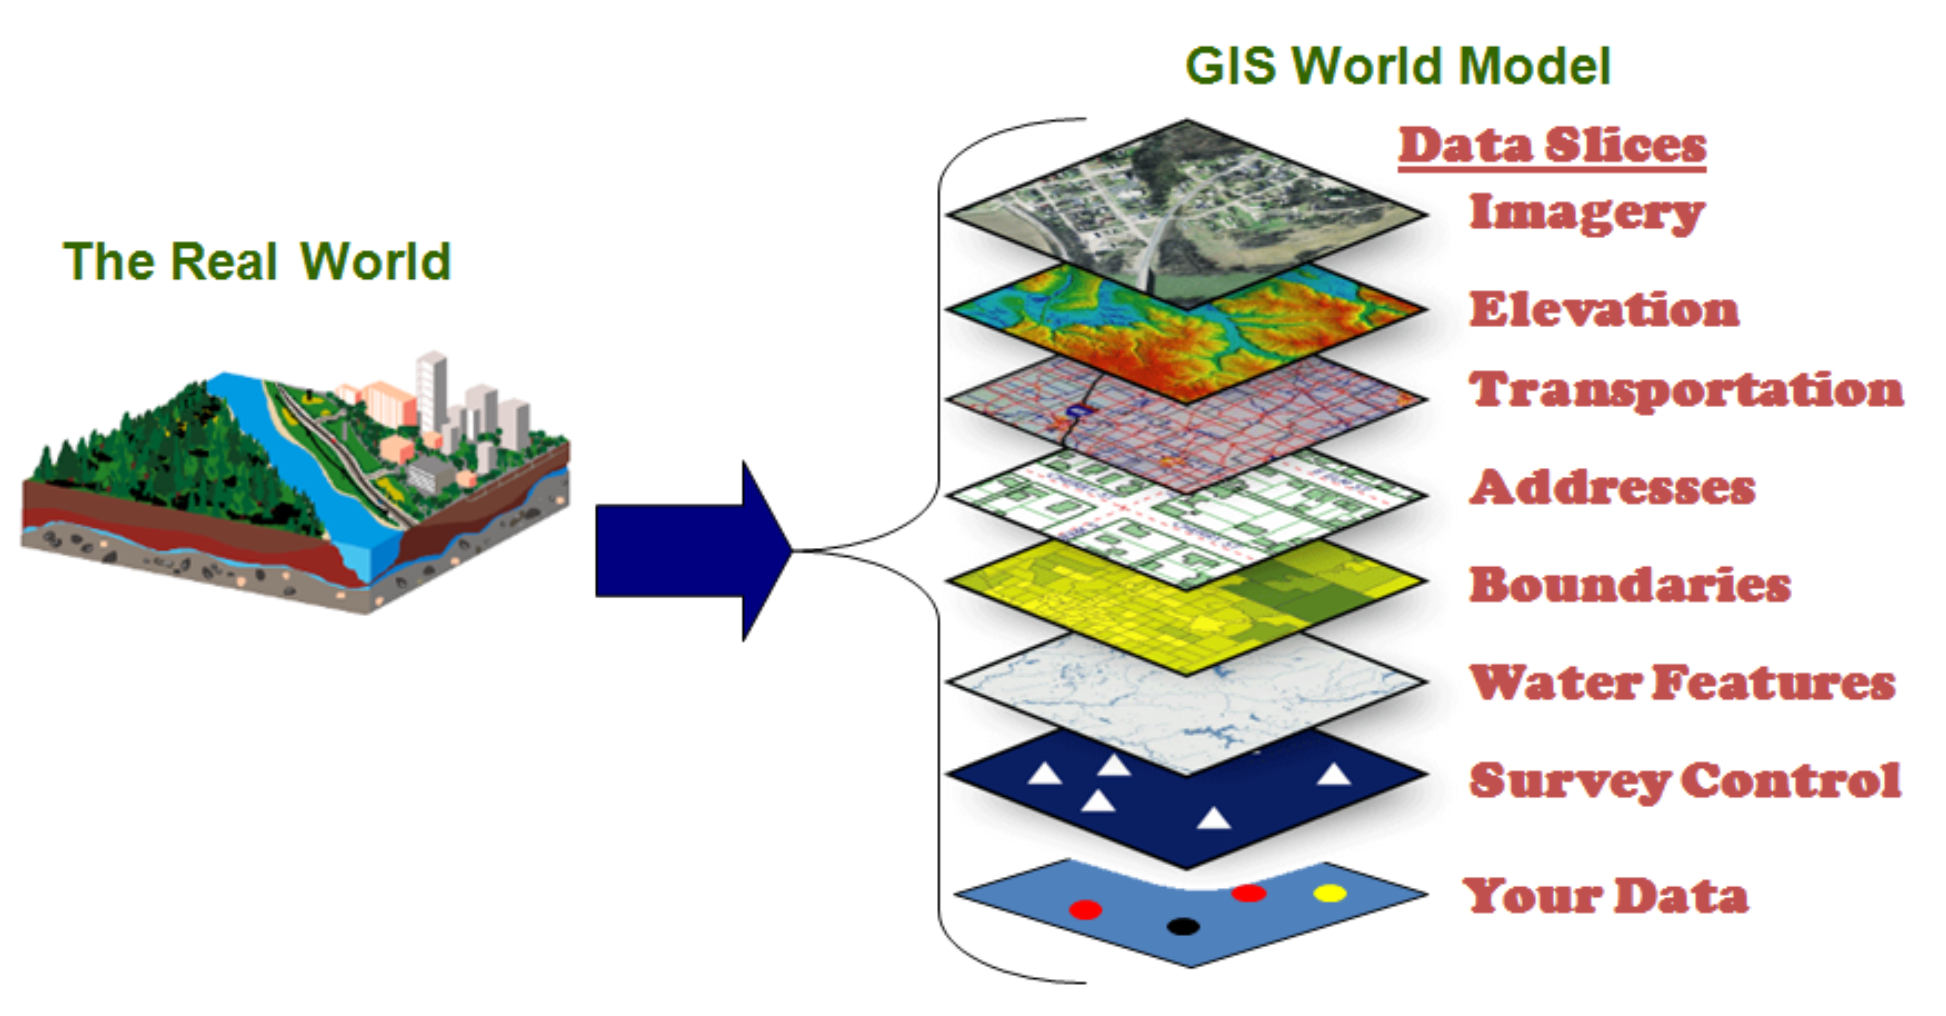 GIS World Model
Data Slices
Imagery
The Real World
Elevation
Transportation
Addresses
Boundaries
Water Features
Survey Control
Your Data